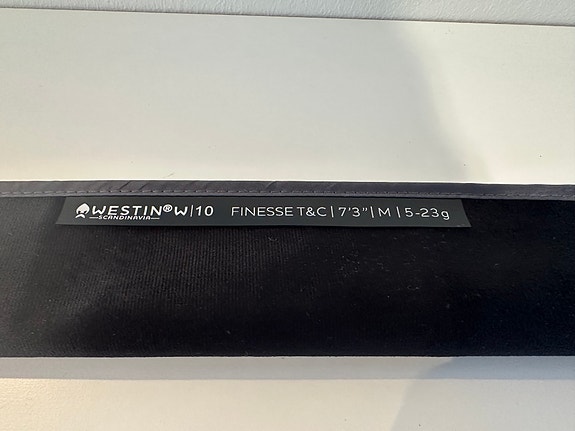 WESTIN® W|10 FINESSE T&C | 7'3" | M | 5-23g
SCANDINAVIA